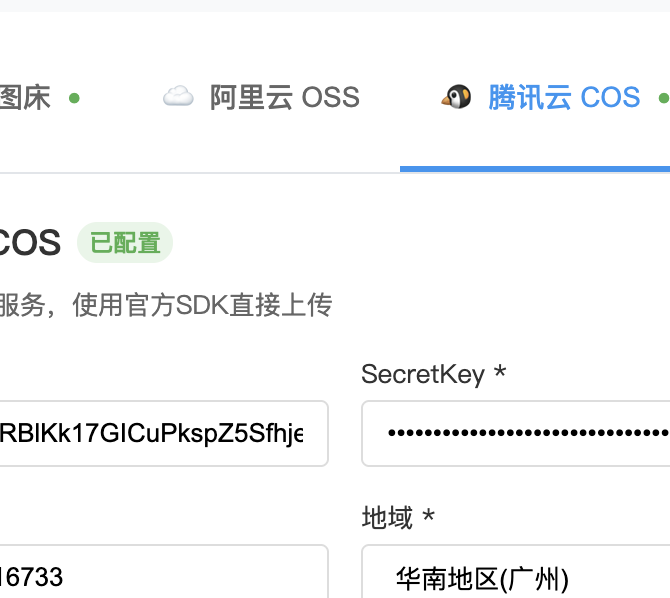 图床 阿里云 OSS 腾讯云 COS
COS 已配置
服务，使用官方SDK直接上传
SecretKey *
RBlKk17GICuPkspZ5Sfhje ••••••••••••••••••••••••••••••
地域 *
16733 华南地区(广州)